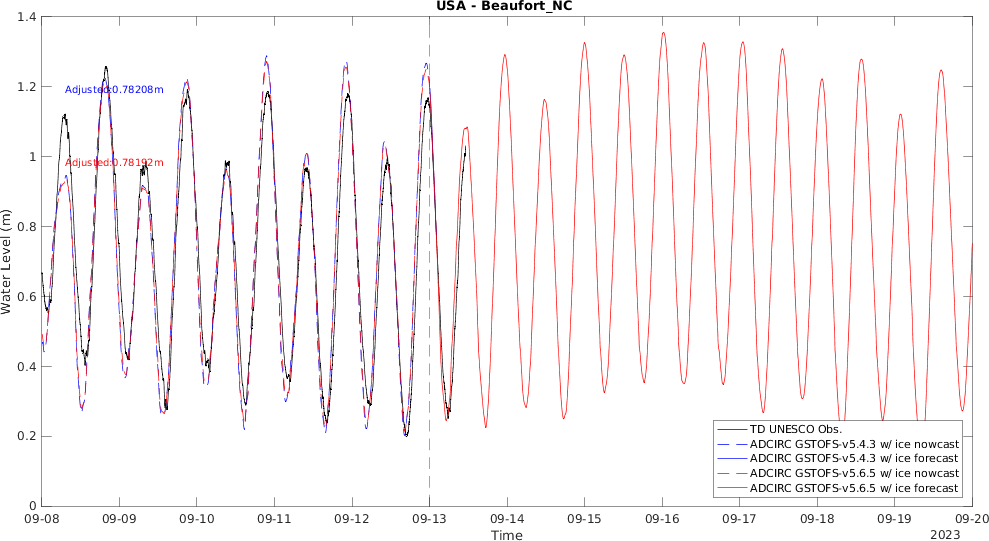 USA - Beaufort_NC
1.4
1.2
1
0.8
0.6
0.4
0.2
0
Water Level (m)
Adjusted:0.78208m
Adjusted:0.78192m
TD UNESCO Obs.
ADCIRC GSTOFS-v5.4.3 w/ ice nowcast
ADCIRC GSTOFS-v5.4.3 w/ ice forecast
ADCIRC GSTOFS-v5.6.5 w/ ice nowcast
ADCIRC GSTOFS-v5.6.5 w/ ice forecast
09-08 09-09 09-10 09-11 09-12 09-13 09-14 09-15 09-16 09-17 09-18 09-19 09-20
Time
2023